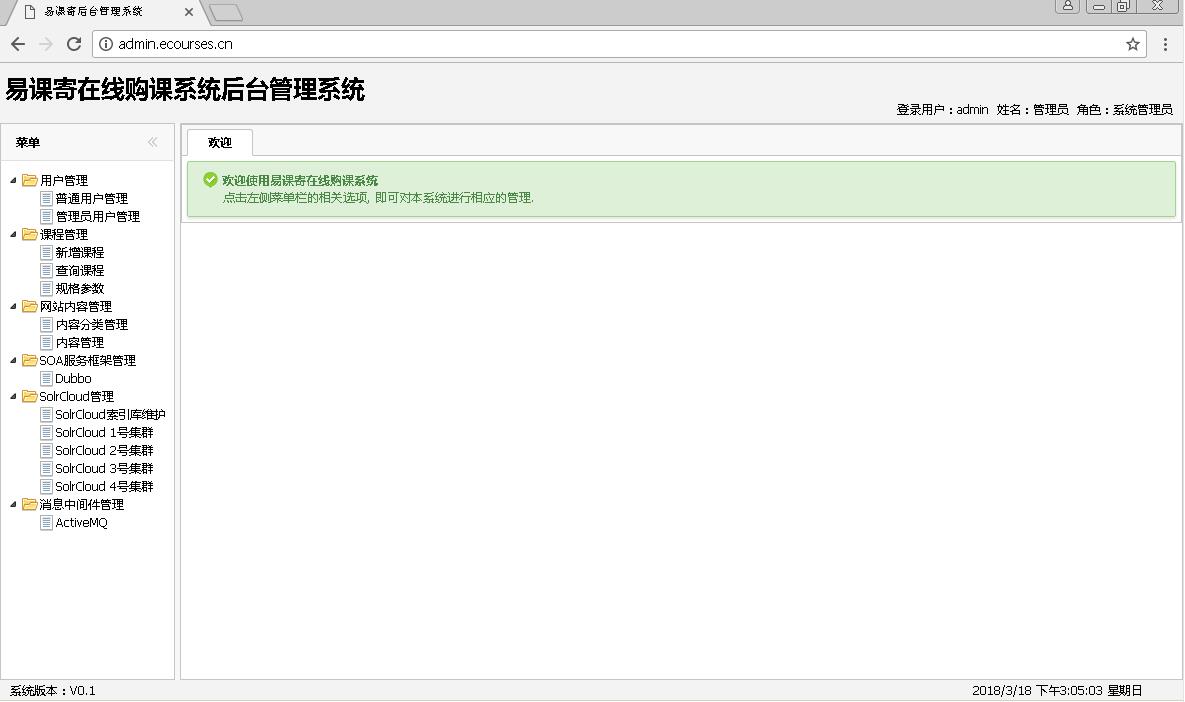 易课寄后台管理系统
admin.ecourses.cn
易课寄在线购课系统后台管理系统
登录用户：admin 姓名：管理员 角色：系统管理员
菜单
欢迎
欢迎使用易课寄在线购课系统
点击左侧菜单栏的相关选项, 即可对本系统进行相应的管理.
用户管理
普通用户管理
管理员用户管理
课程管理
新增课程
查询课程
规格参数
网站内容管理
内容分类管理
内容管理
SOA服务框架管理
Dubbo
SolrCloud管理
SolrCloud索引库维护
SolrCloud 1号集群
SolrCloud 2号集群
SolrCloud 3号集群
SolrCloud 4号集群
消息中间件管理
ActiveMQ
系统版本：V0.1
2018/3/18 下午3:05:03 星期日